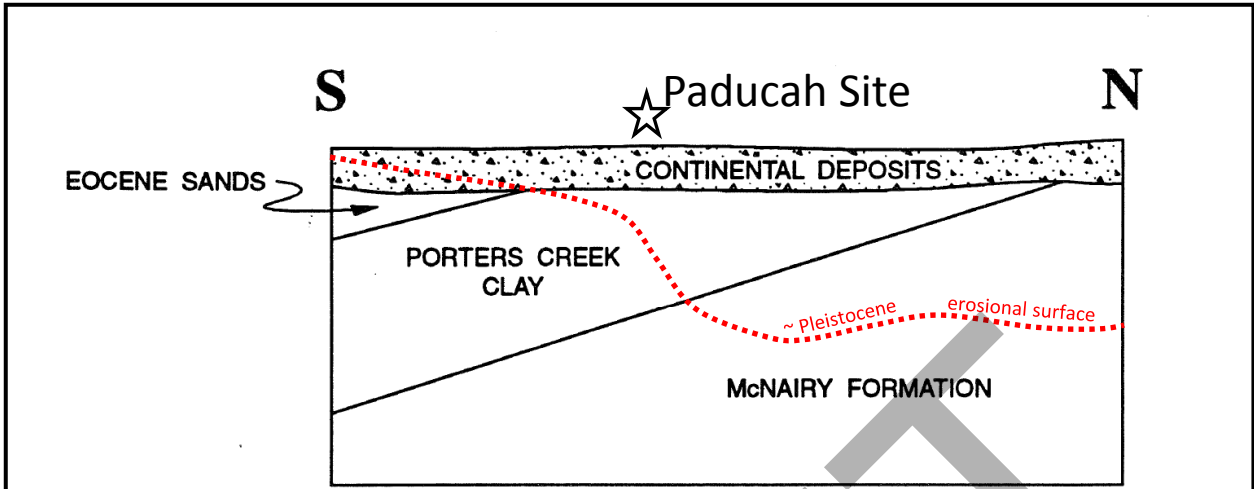 S
Paducah Site
N
CONTINENTAL DEPOSITS
EOCENE SANDS
PORTERS CREEK
CLAY
~ Pleistocene erosional surface
McNAIRY FORMATION